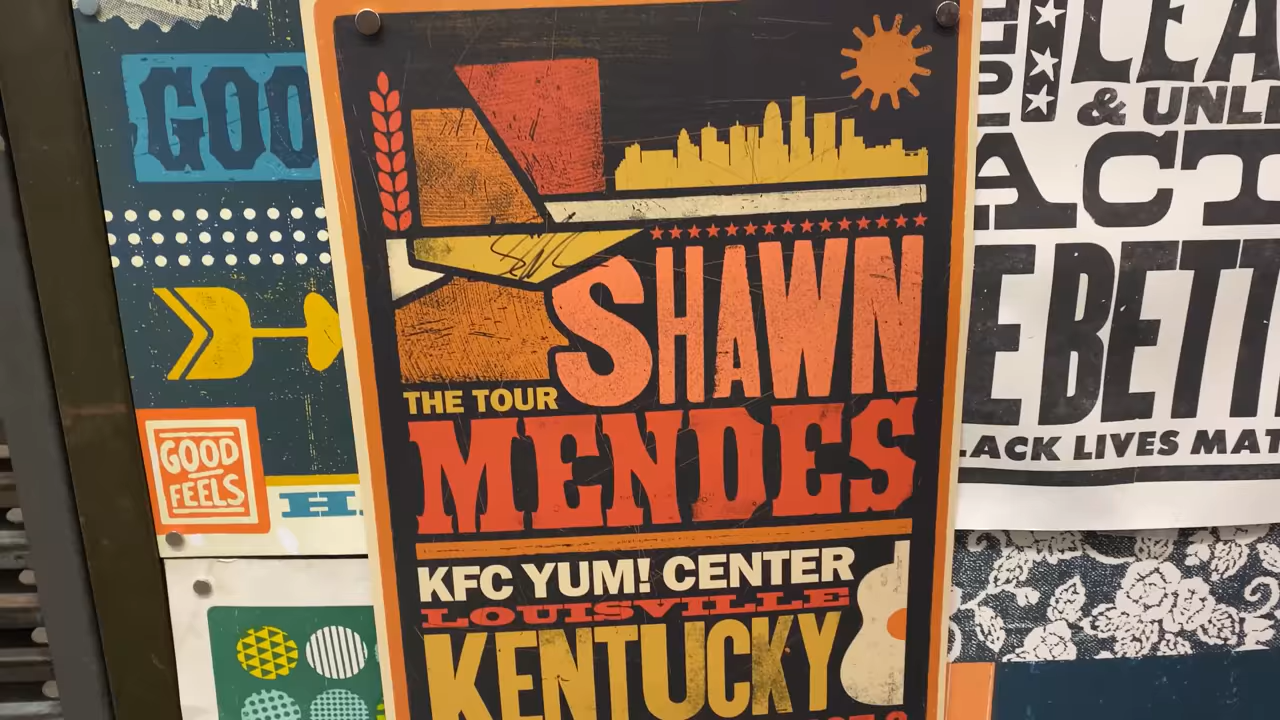 GOO
GOOD
FEELS
H
THE TOUR
SHAWN
MENDES
KFC YUM! CENTER
LOUISVILLE
KENTUCKY
LEA
& UNL
ACT
E BETT
LACK LIVES MAT